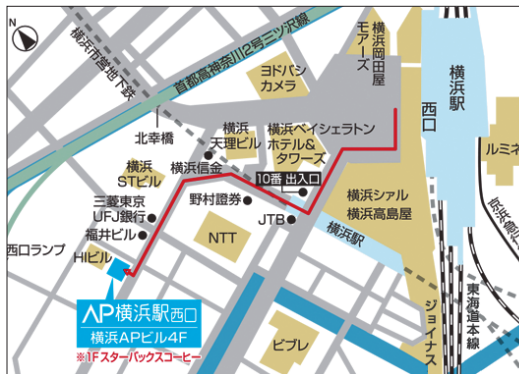 N
横浜市営地下鉄
首都高神奈川2号三ツ沢線
ヨドバシ
カメラ
横浜岡田屋
モアーズ
横浜駅
西口
ルミネ
北幸橋
横浜
天理ビル
横浜ベイシェラトン
ホテル&
タワーズ
横浜
STビル
横浜信金
10番 出入口
三菱東京
UFJ銀行
野村證券
横浜シァル
横浜高島屋
福井ビル
JTB
西口ランプ
NTT
横浜駅
HIビル
AP横浜駅西口
横浜APビル4F
※1Fスターバックスコーヒー
ビブレ
ジョイナス
東海道本線
京浜急行